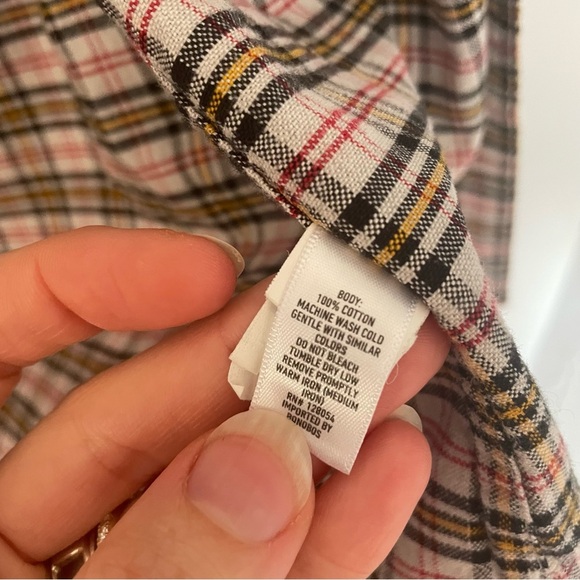 BODY-
100% COTTON
MACHINE WASH COLD
GENTLE WITH SIMILAR
COLORS
DO NOT BLEACH
TUMBLE DRY LOW
REMOVE PROMPTLY
WARM IRON (MEDIUM
IRON)
RN# 128054
IMPORTED BY
BONOBOS